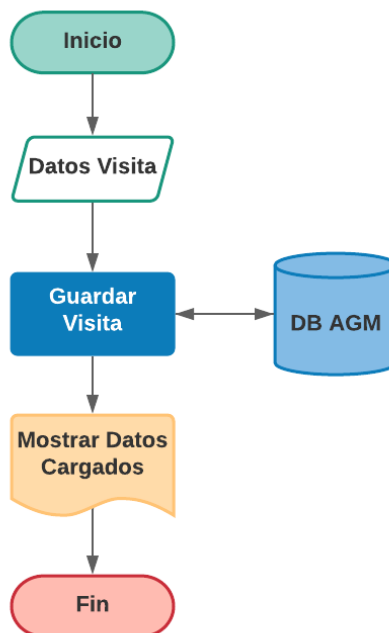 Inicio
Datos Visita
Guardar
Visita
DB AGM
Mostrar Datos
Cargados
Fin